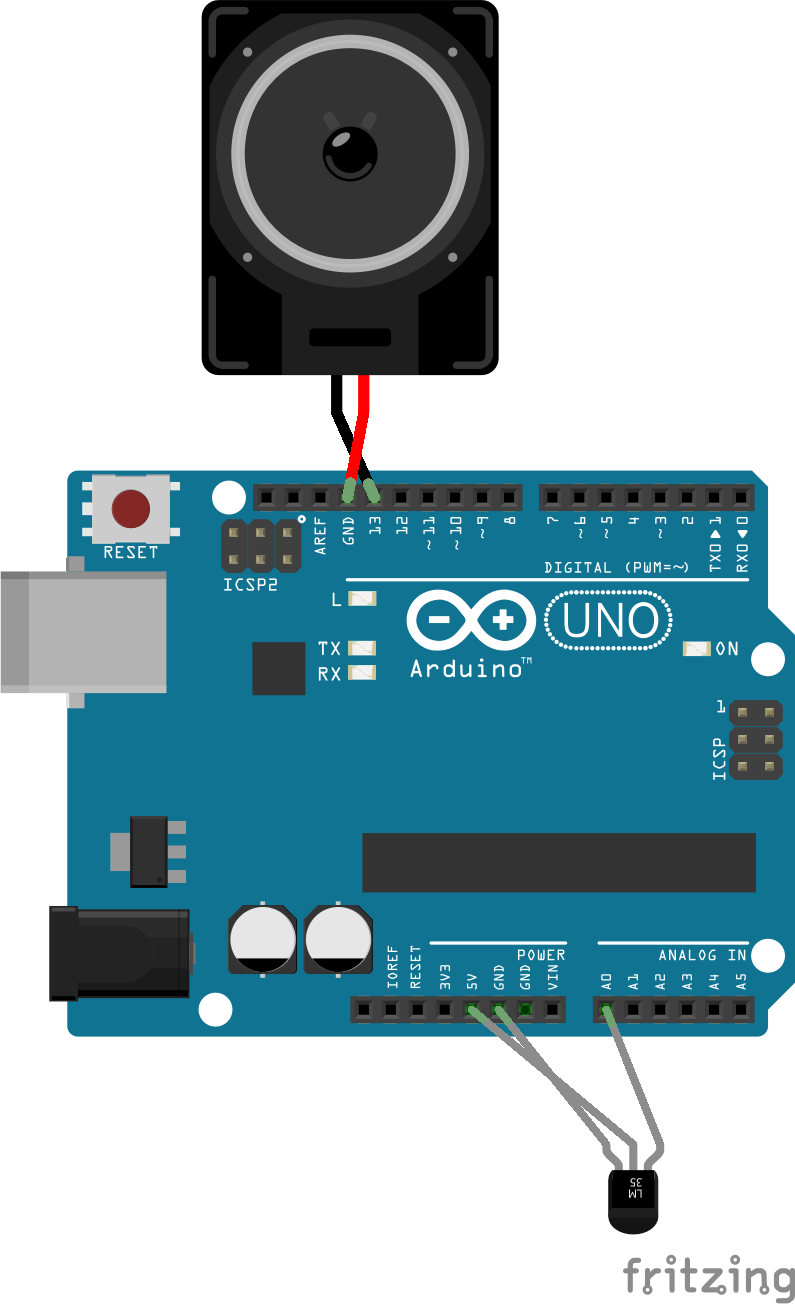 RESET
ICSP2
AREF
GND
13
12
~11
~10
~9
8
7
~6
~5
4
~3
2
TX0▶1
RX0◀0
DIGITAL (PWM=~)
L
TX
RX
Arduino™
UNO
ON
1
ICSP
IOREF
RESET
3V3
5V
GND
GND
VIN
POWER
A0
A1
A2
A3
A4
A5
ANALOG IN
LM
35
fritzing